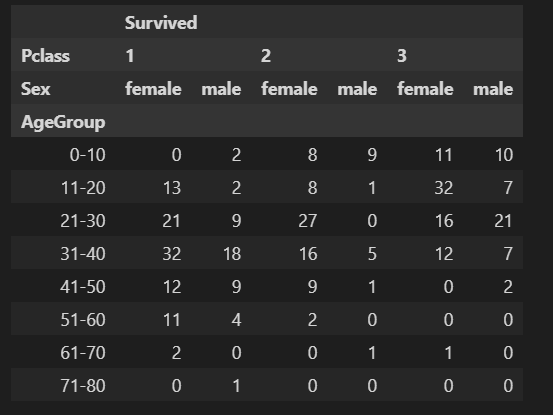 Survived
Pclass 1 2 3
Sex female male female male female male
AgeGroup
0-10 0 2 8 9 11 10
11-20 13 2 8 1 32 7
21-30 21 9 27 0 16 21
31-40 32 18 16 5 12 7
41-50 12 9 9 1 0 2
51-60 11 4 2 0 0 0
61-70 2 0 0 1 1 0
71-80 0 1 0 0 0 0